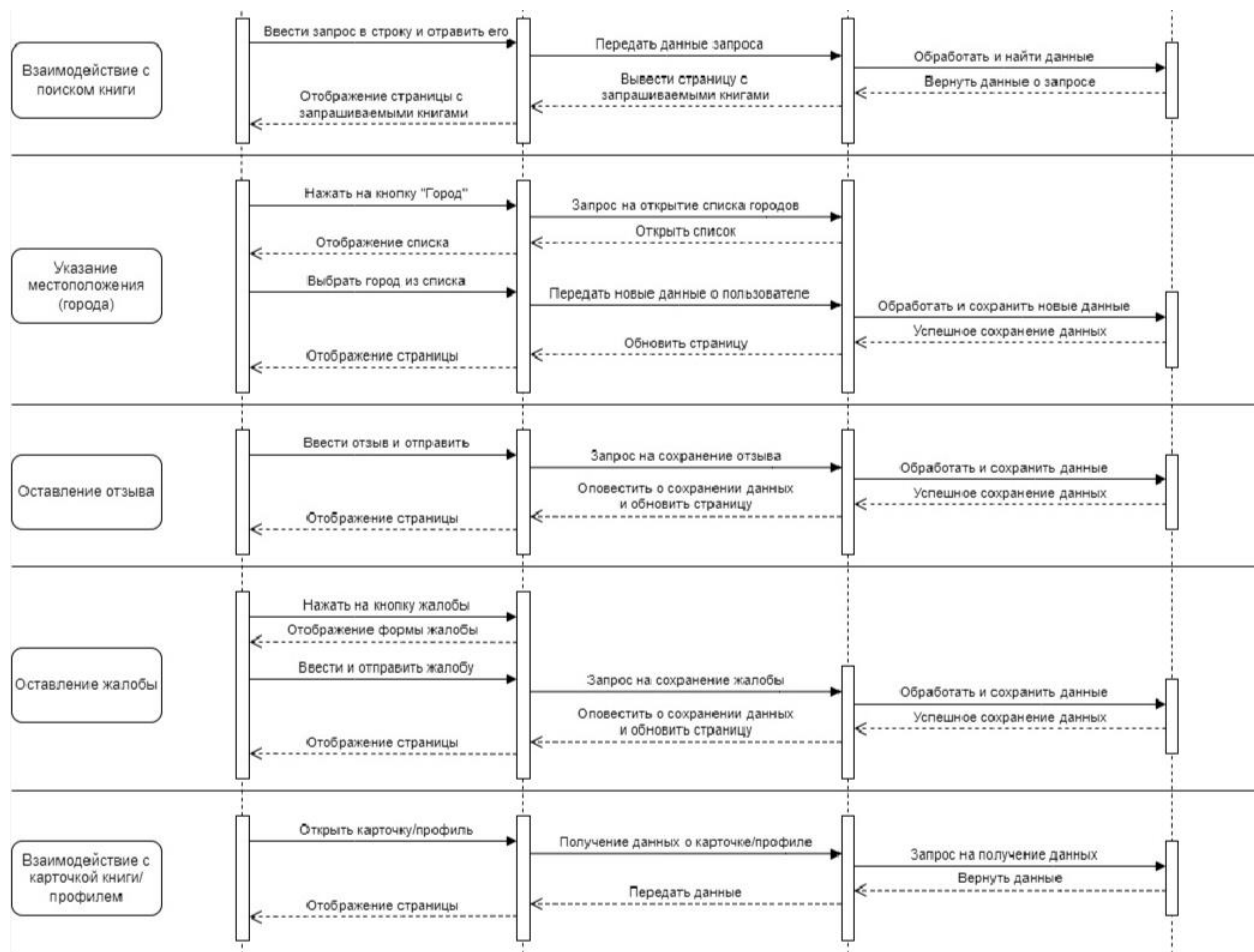 Ввести запрос в строку и отравить его
Передать данные запроса
Обработать и найти данные
Взаимодействие с
поиском книги
Вывести страницу с
запрашиваемыми книгами
Вернуть данные о запросе
Отображение страницы с
запрашиваемыми книгами
Нажать на кнопку "Город"
Запрос на открытие списка городов
Открыть список
Отображение списка
Указание
местоположения
(города)
Выбрать город из списка
Передать новые данные о пользователе
Обработать и сохранить новые данные
Успешное сохранение данных
Обновить страницу
Отображение страницы
Ввести отзыв и отправить
Запрос на сохранение отзыва
Обработать и сохранить данные
Оставление отзыва
Оповестить о сохранении данных
и обновить страницу
Успешное сохранение данных
Отображение страницы
Нажать на кнопку жалобы
Отображение формы жалобы
Ввести и отправить жалобу
Оставление жалобы
Запрос на сохранение жалобы
Обработать и сохранить данные
Оповестить о сохранении данных
и обновить страницу
Успешное сохранение данных
Отображение страницы
Открыть карточку/профиль
Получение данных о карточке/профиле
Запрос на получение данных
Взаимодействие с
карточкой книги/
профилем
Вернуть данные
Передать данные
Отображение страницы